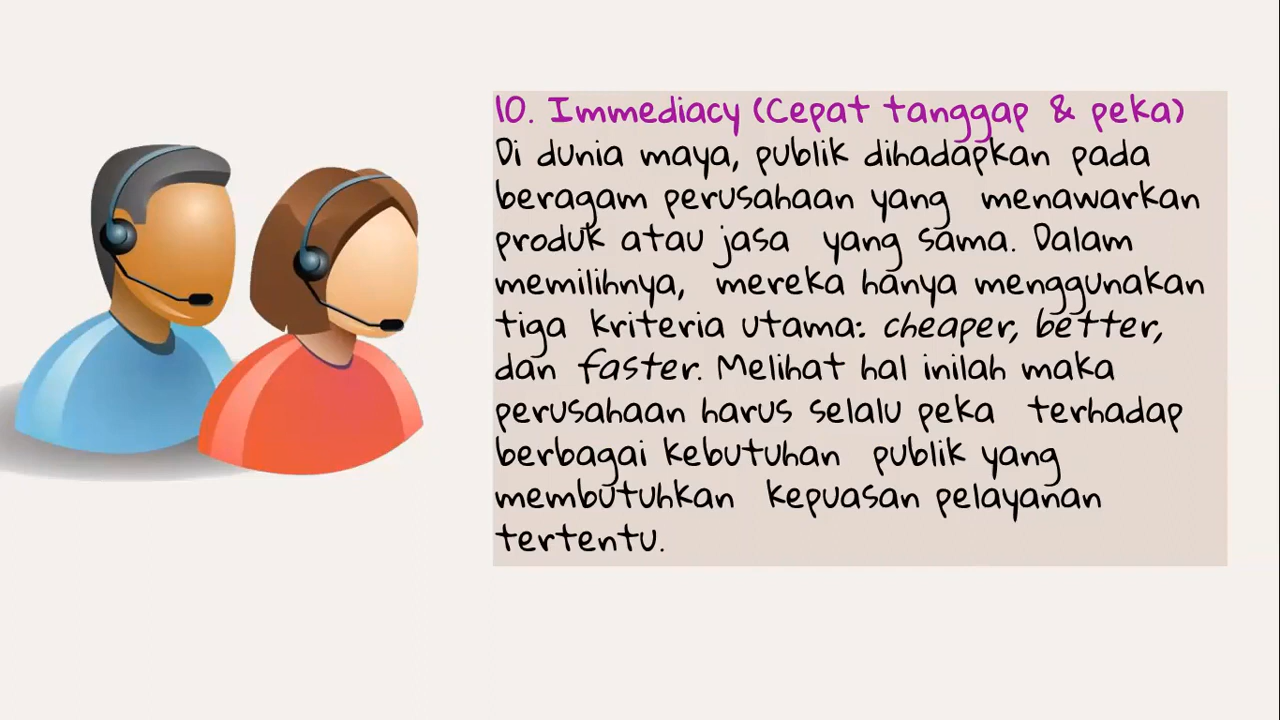 10. Immediacy (Cepat tanggap & peka)
Di dunia maya, publik dihadapkan pada
beragam perusahaan yang menawarkan
produk atau jasa yang sama. Dalam
memilihnya, mereka hanya menggunakan
tiga kriteria utama: cheaper, better,
dan faster. Melihat hal inilah maka
perusahaan harus selalu peka terhadap
berbagai kebutuhan publik yang
membutuhkan kepuasan pelayanan
tertentu.